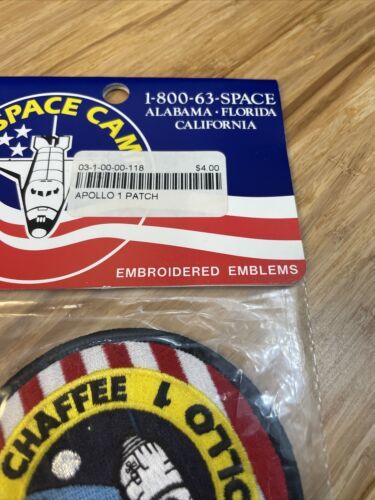 SPACE CAM
1-800-63-SPACE
ALABAMA • FLORIDA
CALIFORNIA
03-1-00-00-118 $4.00
APOLLO 1 PATCH
EMBROIDERED EMBLEMS
CHAFFEE
OLLO 1